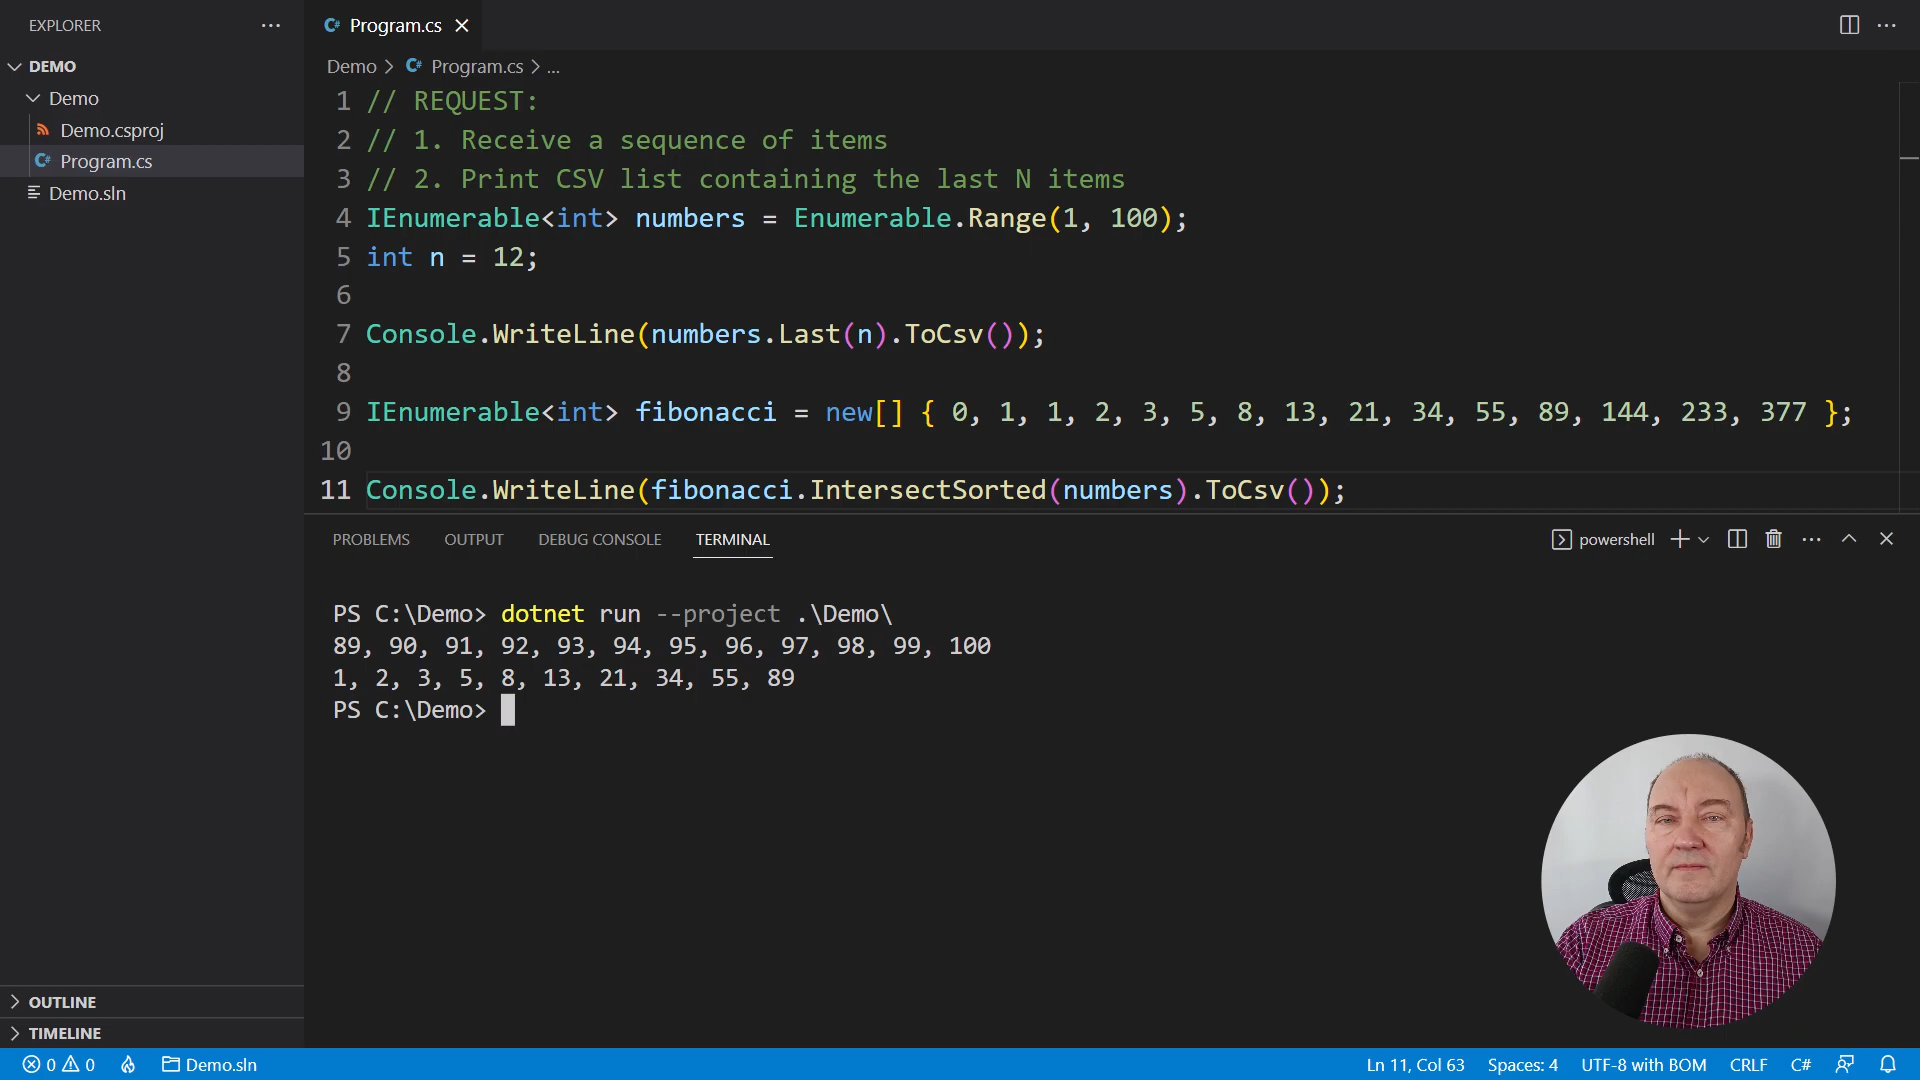 EXPLORER
DEMO
Demo
Demo.csproj
C# Program.cs
Demo.sln
OUTLINE
TIMELINE
C# Program.cs
Demo > C# Program.cs > ...
1 // REQUEST:
2 // 1. Receive a sequence of items
3 // 2. Print CSV list containing the last N items
4 IEnumerable<int> numbers = Enumerable.Range(1, 100);
5 int n = 12;
6
7 Console.WriteLine(numbers.Last(n).ToCsv());
8
9 IEnumerable<int> fibonacci = new[] { 0, 1, 1, 2, 3, 5, 8, 13, 21, 34, 55, 89, 144, 233, 377 };
10
11 Console.WriteLine(fibonacci.IntersectSorted(numbers).ToCsv());
PROBLEMS OUTPUT DEBUG CONSOLE TERMINAL powershell
PS C:\Demo> dotnet run --project .\Demo\
89, 90, 91, 92, 93, 94, 95, 96, 97, 98, 99, 100
1, 2, 3, 5, 8, 13, 21, 34, 55, 89
PS C:\Demo>
0 0 Demo.sln Ln 11, Col 63 Spaces: 4 UTF-8 with BOM CRLF C#